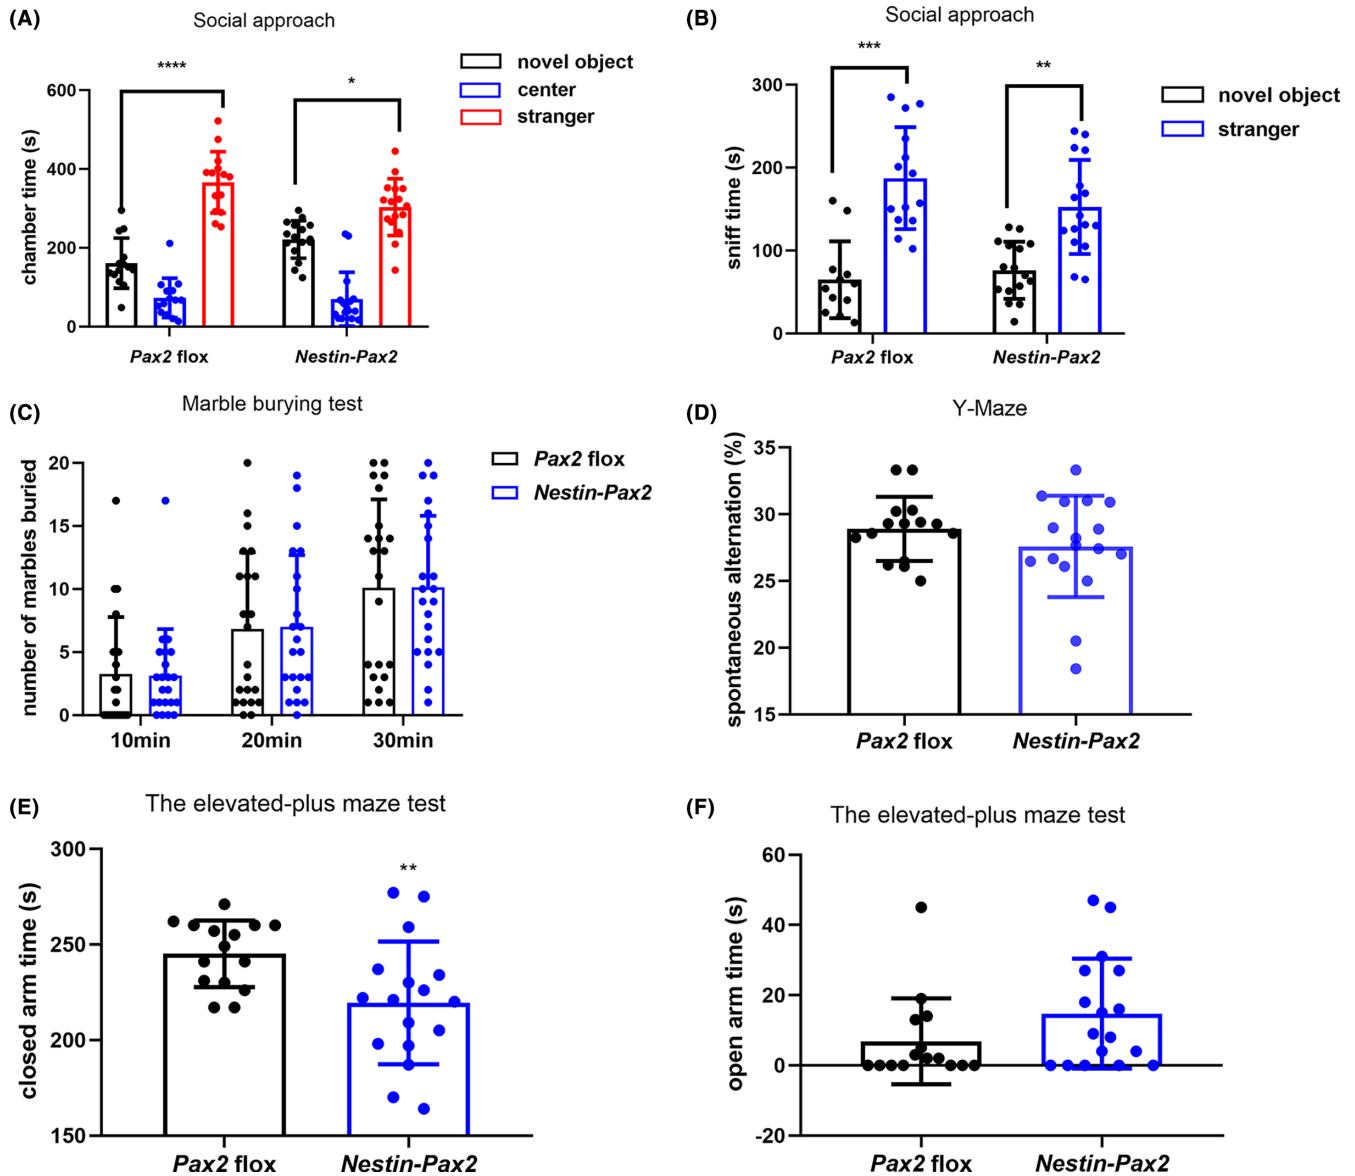 (A)
Social approach
****
*
novel object
center
stranger
chamber time (s)
600
400
200
0
Pax2 flox
Nestin-Pax2
(B)
Social approach
***
**
novel object
stranger
sniff time (s)
300
200
100
0
Pax2 flox
Nestin-Pax2
(C)
Marble burying test
Pax2 flox
Nestin-Pax2
number of marbles buried
20
15
10
5
0
10min
20min
30min
(D)
Y-Maze
spontaneous alternation (%)
35
30
25
20
15
Pax2 flox
Nestin-Pax2
(E)
The elevated-plus maze test
**
closed arm time (s)
300
250
200
150
Pax2 flox
Nestin-Pax2
(F)
The elevated-plus maze test
open arm time (s)
60
40
20
0
-20
Pax2 flox
Nestin-Pax2